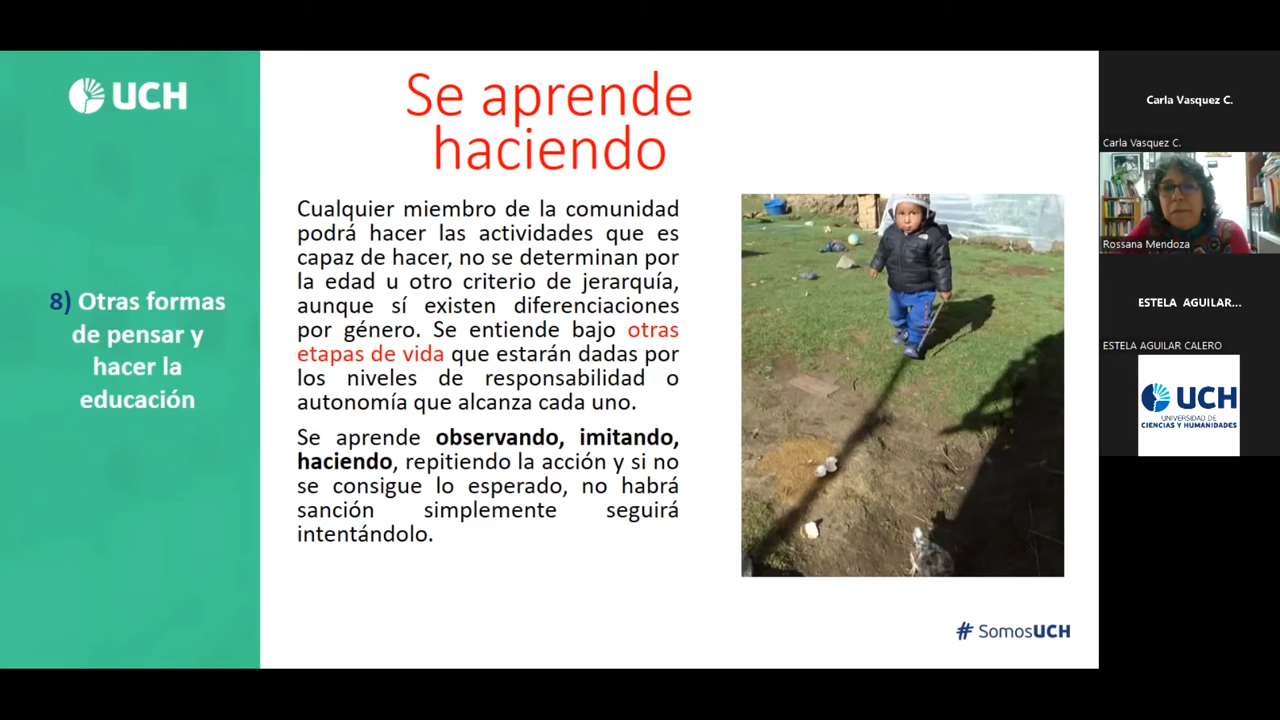 UCH
8) Otras formas
de pensar y
hacer la
educación
Se aprende
haciendo
Cualquier miembro de la comunidad
podrá hacer las actividades que es
capaz de hacer, no se determinan por
la edad u otro criterio de jerarquía,
aunque sí existen diferenciaciones
por género. Se entiende bajo otras
etapas de vida que estarán dadas por
los niveles de responsabilidad o
autonomía que alcanza cada uno.
Se aprende observando, imitando,
haciendo, repitiendo la acción y si no
se consigue lo esperado, no habrá
sanción simplemente seguirá
intentándolo.
# SomosUCH
Carla Vasquez C.
Carla Vasquez C.
Rossana Mendoza
ESTELA AGUILAR...
ESTELA AGUILAR CALERO
UCH
UNIVERSIDAD DE
CIENCIAS Y HUMANIDADES